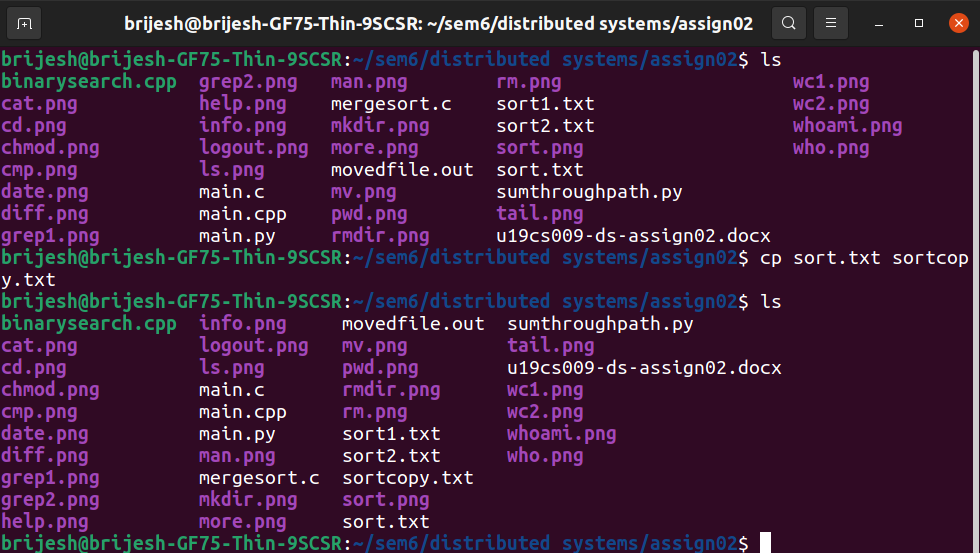 brijesh@brijesh-GF75-Thin-9SCSR: ~/sem6/distributed systems/assign02
brijesh@brijesh-GF75-Thin-9SCSR:~/sem6/distributed systems/assign02$ ls
binarysearch.cpp grep2.png man.png rm.png wc1.png
cat.png help.png mergesort.c sort1.txt wc2.png
cd.png info.png mkdir.png sort2.txt whoami.png
chmod.png logout.png more.png sort.png who.png
cmp.png ls.png movedfile.out sort.txt
date.png main.c mv.png sumthroughpath.py
diff.png main.cpp pwd.png tail.png
grep1.png main.py rmdir.png u19cs009-ds-assign02.docx
brijesh@brijesh-GF75-Thin-9SCSR:~/sem6/distributed systems/assign02$ cp sort.txt sortcop
y.txt
brijesh@brijesh-GF75-Thin-9SCSR:~/sem6/distributed systems/assign02$ ls
binarysearch.cpp info.png movedfile.out sumthroughpath.py
cat.png logout.png mv.png tail.png
cd.png ls.png pwd.png u19cs009-ds-assign02.docx
chmod.png main.c rmdir.png wc1.png
cmp.png main.cpp rm.png wc2.png
date.png main.py sort1.txt whoami.png
diff.png man.png sort2.txt who.png
grep1.png mergesort.c sortcopy.txt
grep2.png mkdir.png sort.png
help.png more.png sort.txt
brijesh@brijesh-GF75-Thin-9SCSR:~/sem6/distributed systems/assign02$